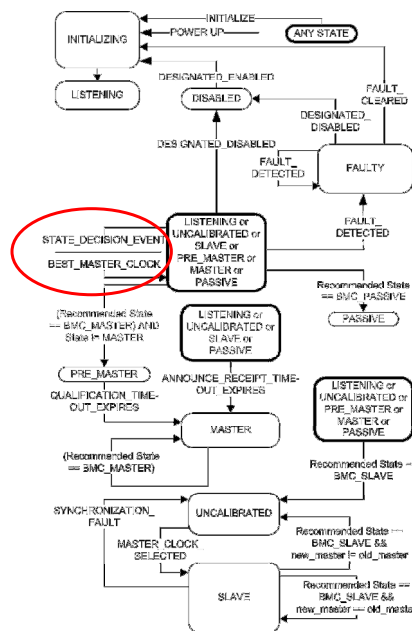 INITIALIZE
POWER UP
ANY STATE
INITIALIZING
LISTENING
DESIGNATED_ENABLED
DISABLED
FAULT_
CLEARED
DESIGNATED_
DISABLED
DESIGNATED_DISABLED
FAULT_
DETECTED
FAULTY
FAULT_
DETECTED
STATE_DECISION_EVENT
BEST_MASTER_CLOCK
LISTENING or
UNCALIBRATED or
SLAVE or
PRE_MASTER or
MASTER or
PASSIVE
Recommended State
== BMC_PASSIVE
PASSIVE
(Recommended State
== BMC_MASTER) AND
State != MASTER
PRE_MASTER
QUALIFICATION_TIME-
OUT_EXPIRES
LISTENING or
UNCALIBRATED or
SLAVE or
PASSIVE
ANNOUNCE_RECEIPT_TIME-
OUT_EXPIRES
MASTER
(Recommended State
== BMC_MASTER)
LISTENING or
UNCALIBRATED or
PRE_MASTER or
MASTER or
PASSIVE
Recommended State =
BMC_SLAVE
SYNCHRONIZATION_
FAULT
UNCALIBRATED
MASTER_CLOCK_
SELECTED
Recommended State ==
BMC_SLAVE &&
new_master != old_master
SLAVE
Recommended State ==
BMC_SLAVE &&
new_master == old_master